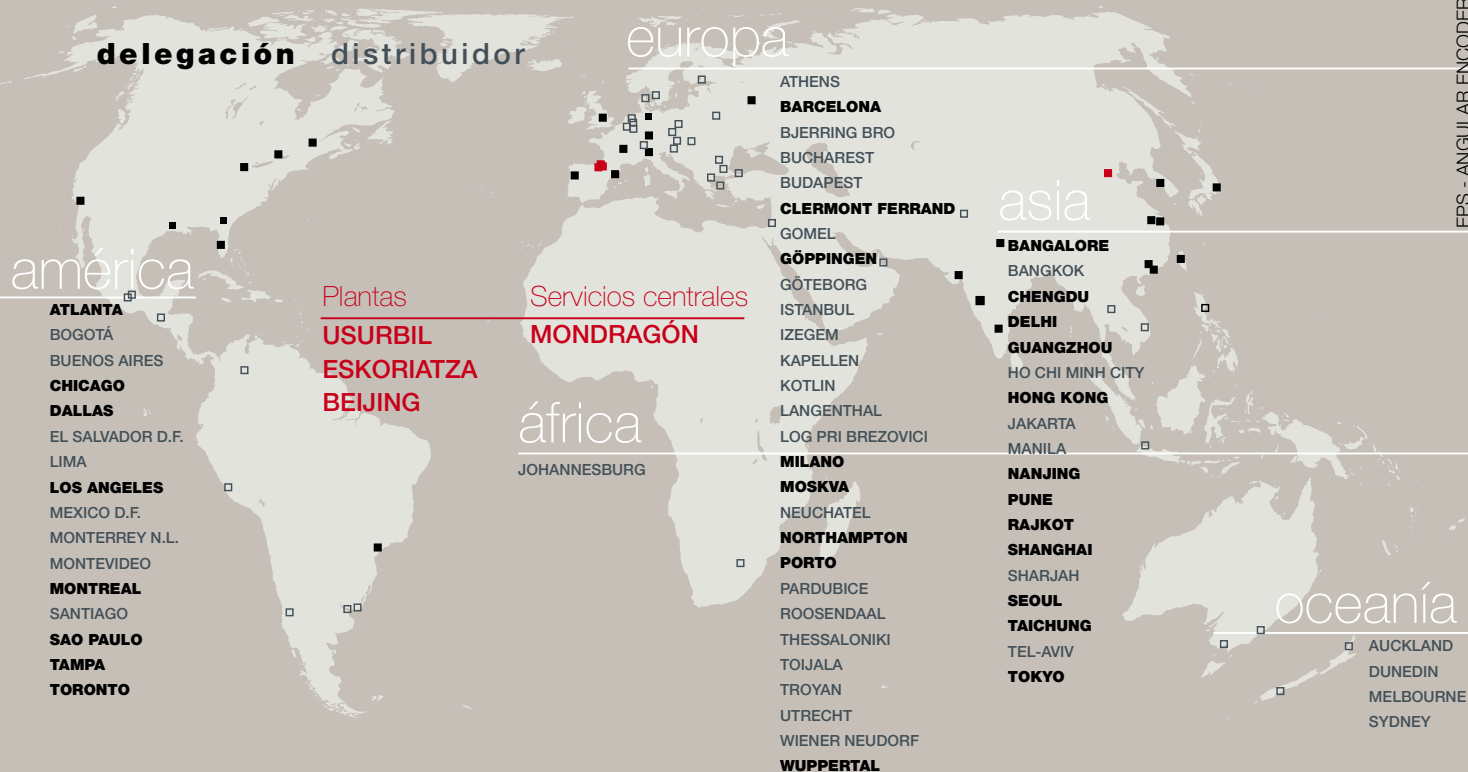 delegación distribuidor
europa
ATHENS
BARCELONA
BJERRING BRO
BUCHAREST
BUDAPEST
CLERMONT FERRAND
GOMEL
GÖPPINGEN
GÖTEBORG
ISTANBUL
IZEGEM
KAPELLEN
KOTLIN
LANGENTHAL
LOG PRI BREZOVICI
MILANO
MOSKVA
NEUCHATEL
NORTHAMPTON
PORTO
PARDUBICE
ROOSENDAAL
THESSALONIKI
TOIJALA
TROYAN
UTRECHT
WIENER NEUDORF
WUPPERTAL
asia
BANGALORE
BANGKOK
CHENGDU
DELHI
GUANGZHOU
HO CHI MINH CITY
HONG KONG
JAKARTA
MANILA
NANJING
PUNE
RAJKOT
SHANGHAI
SHARJAH
SEOUL
TAICHUNG
TEL-AVIV
TOKYO
américa
ATLANTA
BOGOTÁ
BUENOS AIRES
CHICAGO
DALLAS
EL SALVADOR D.F.
LIMA
LOS ANGELES
MEXICO D.F.
MONTERREY N.L.
MONTEVIDEO
MONTREAL
SANTIAGO
SAO PAULO
TAMPA
TORONTO
Plantas
USURBIL
ESKORIATZA
BEIJING
Servicios centrales
MONDRAGÓN
áfrica
JOHANNESBURG
oceanía
AUCKLAND
DUNEDIN
MELBOURNE
SYDNEY
EPS - ANGULAR ENCODER